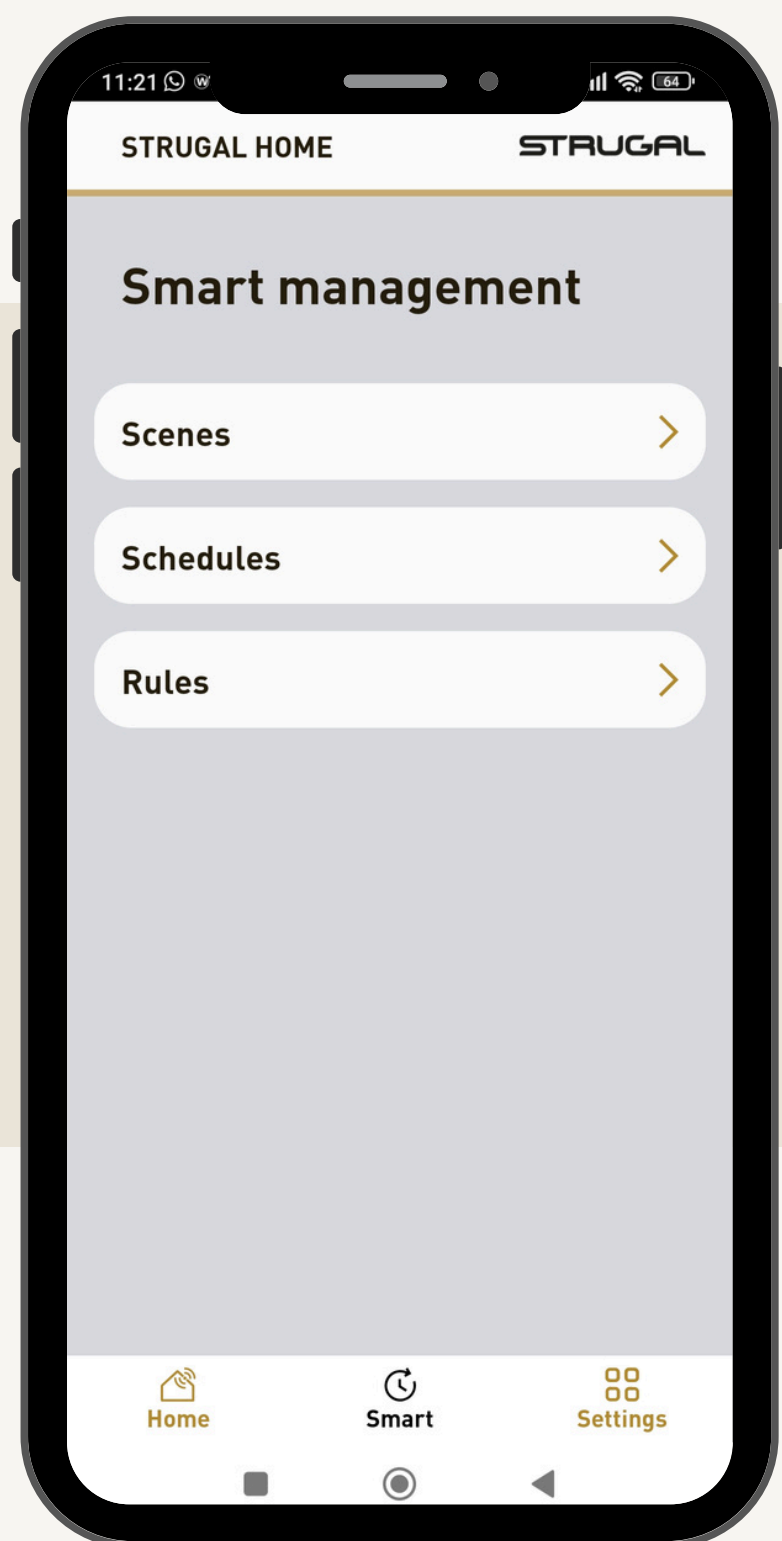 11:21
64
STRUGAL HOME STRUGAL
Smart management
Scenes
Schedules
Rules
Home Smart Settings